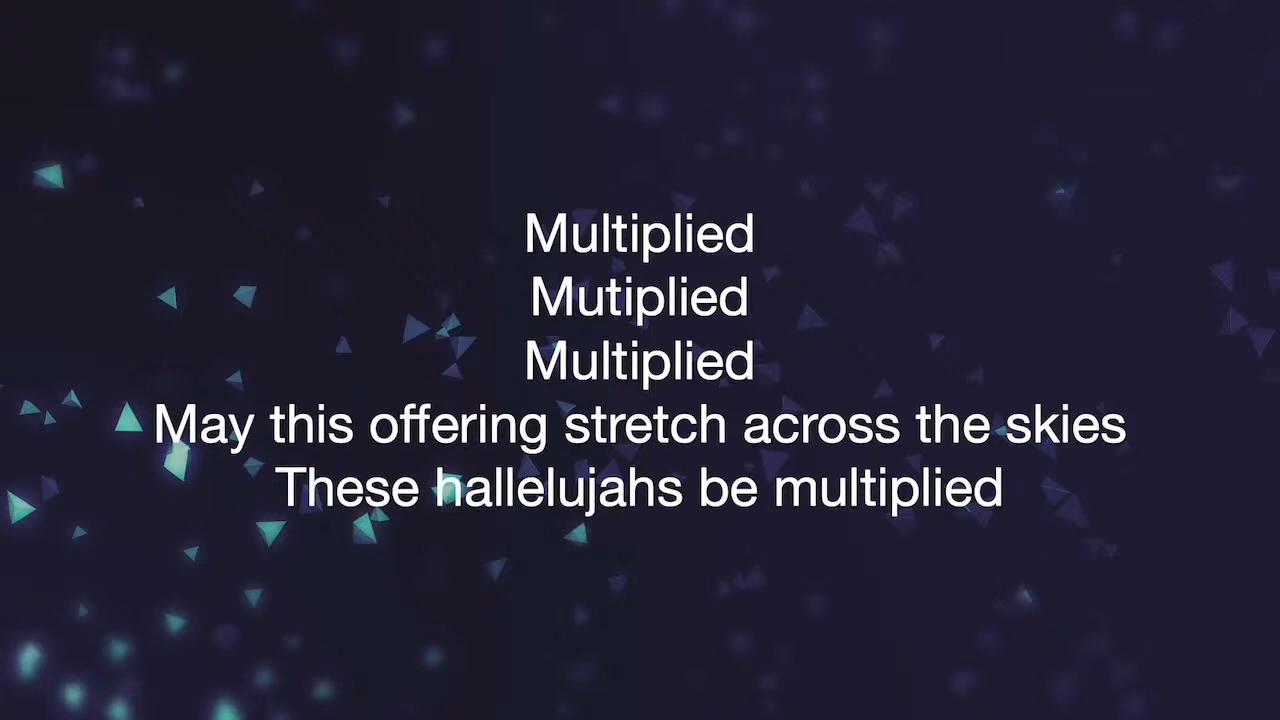 Multiplied
Mutiplied
Multiplied
May this offering stretch across the skies
These hallelujahs be multiplied